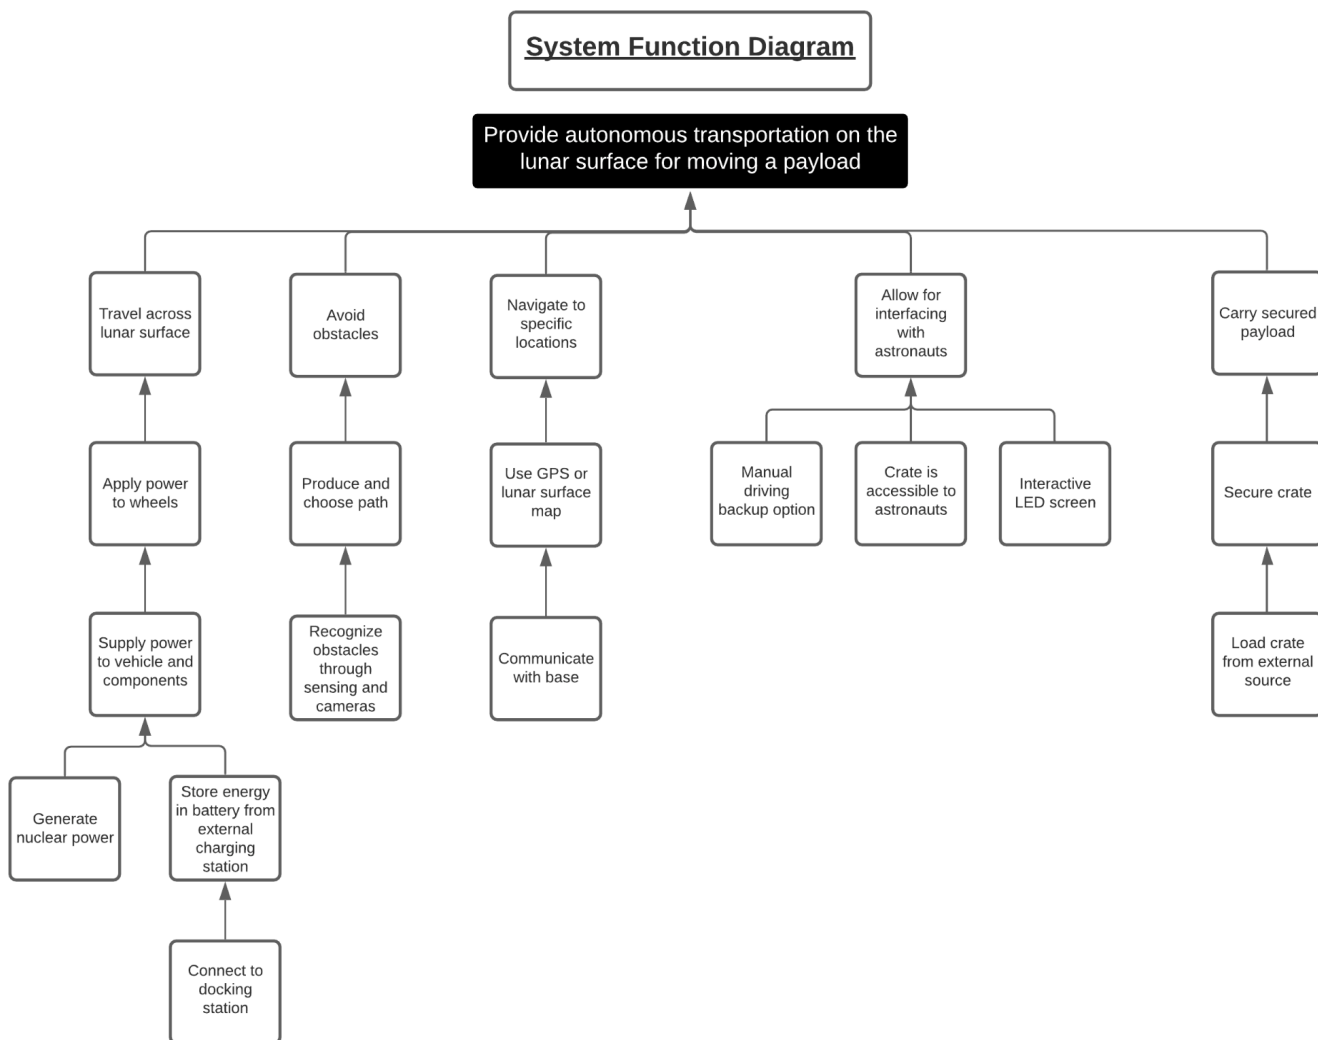 System Function Diagram
Provide autonomous transportation on the
lunar surface for moving a payload
Travel across
lunar surface
Avoid
obstacles
Navigate to
specific
locations
Allow for
interfacing
with
astronauts
Carry secured
payload
Apply power
to wheels
Produce and
choose path
Use GPS or
lunar surface
map
Manual
driving
backup option
Crate is
accessible to
astronauts
Interactive
LED screen
Secure crate
Supply power
to vehicle and
components
Recognize
obstacles
through
sensing and
cameras
Communicate
with base
Load crate
from external
source
Generate
nuclear power
Store energy
in battery from
external
charging
station
Connect to
docking
station